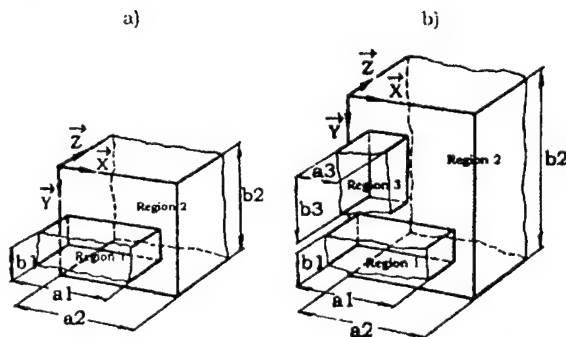 a) b)
Z
X
Y
Region 2
b2
Region 1
b1
a1
a2
Z
X
Y
Region 2
b2
a3
Region 3
b3
Region 1
b1
a1
a2